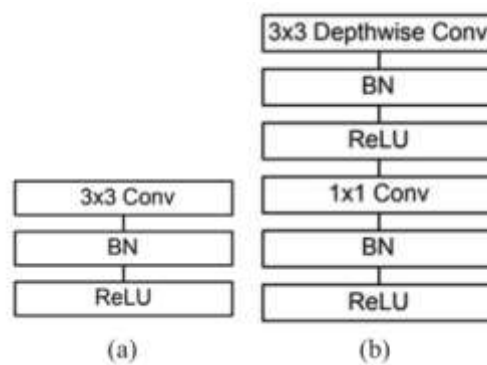 3x3 Conv
BN
ReLU
(a)
3x3 Depthwise Conv
BN
ReLU
1x1 Conv
BN
ReLU
(b)